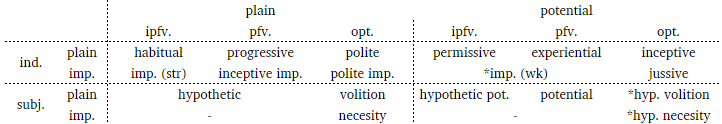 plain potential
ipfv. pfv. opt. ipfv. pfv. opt.
ind. plain habitual progressive polite permissive experiential inceptive
imp. imp. (str) inceptive imp. polite imp. *imp. (wk) jussive
subj. plain hypothetic volition hypothetic pot. potential *hyp. volition
imp. - necesity - *hyp. necesity